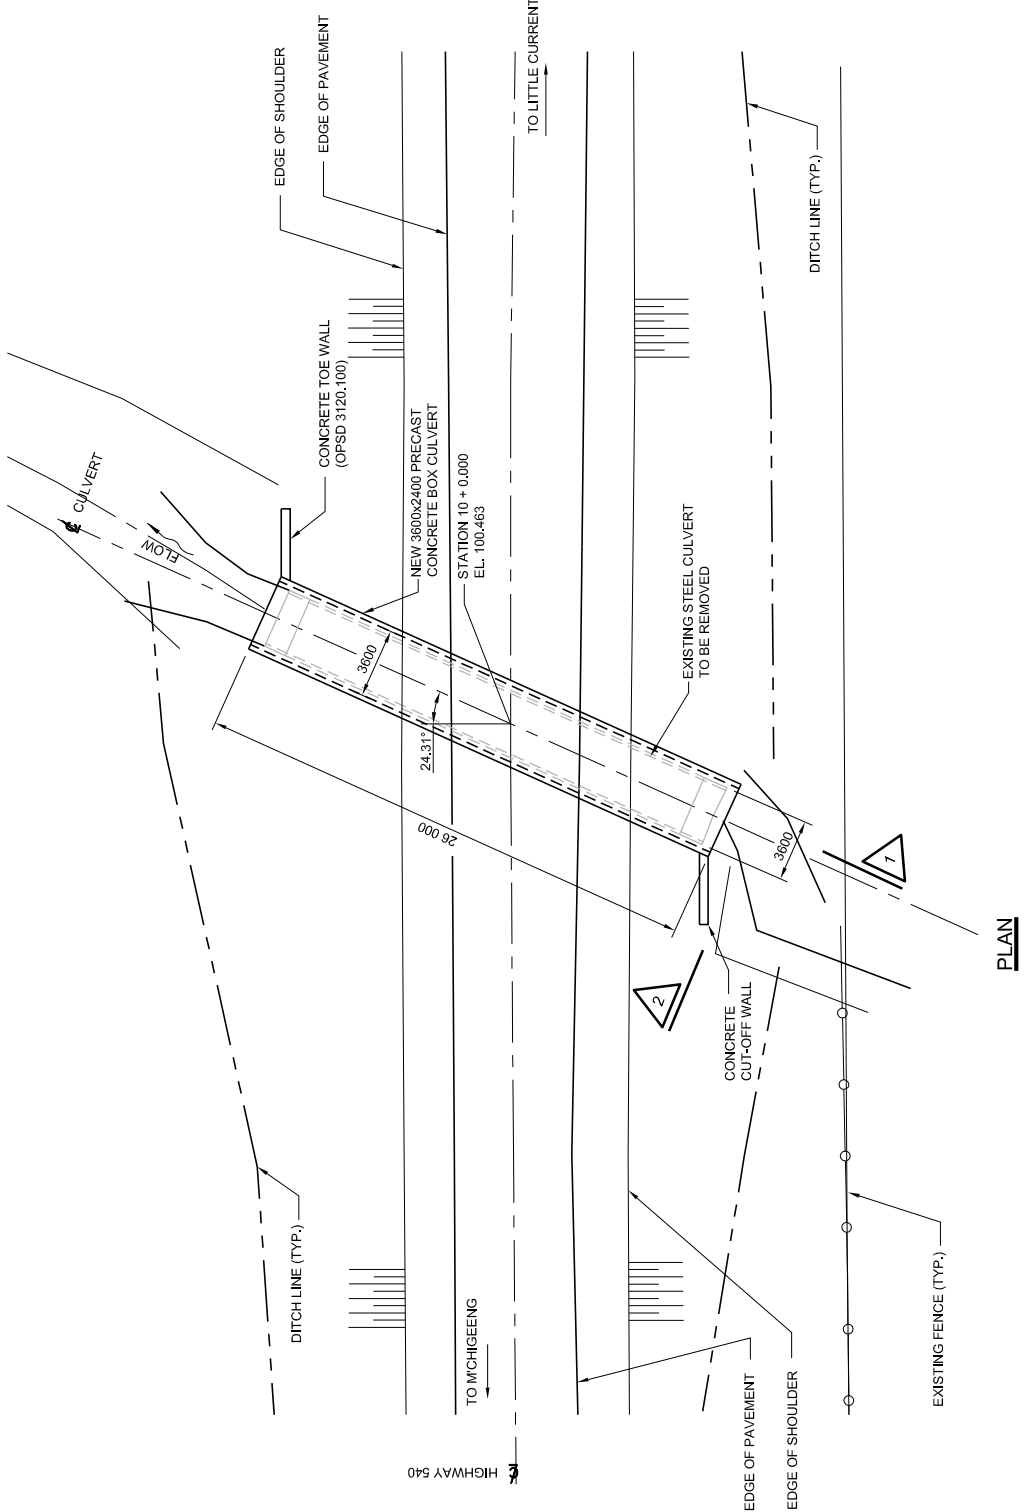 EDGE OF SHOULDER
EDGE OF PAVEMENT
TO LITTLE CURRENT
DITCH LINE (TYP.)
CONCRETE TOE WALL
(OPSD 3120.100)
℄ CULVERT
FLOW
NEW 3600x2400 PRECAST
CONCRETE BOX CULVERT
STATION 10 + 0.000
EL. 100.463
EXISTING STEEL CULVERT
TO BE REMOVED
3600
24.31°
26 000
3600
1
2
CONCRETE
CUT-OFF WALL
DITCH LINE (TYP.)
TO M'CHIGEENG
℄ HIGHWAY 540
EDGE OF PAVEMENT
EDGE OF SHOULDER
EXISTING FENCE (TYP.)
PLAN